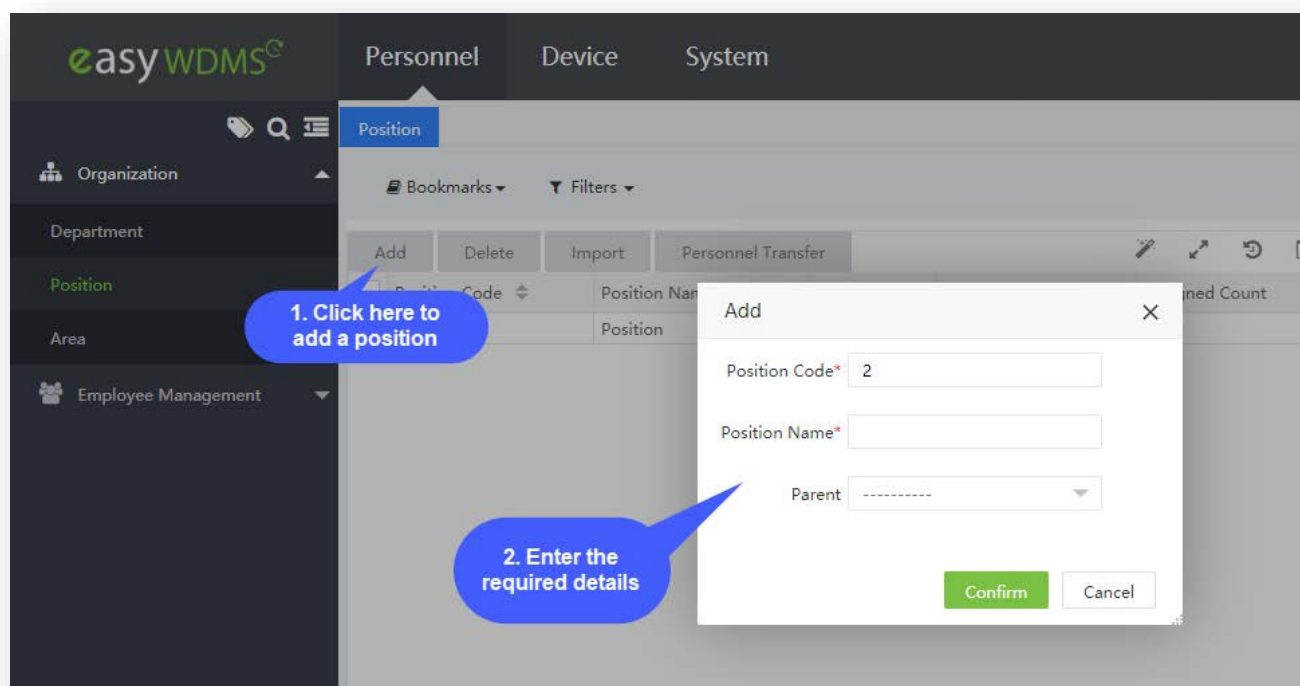 easyWDMS
Personnel Device System
Position
Organization
Bookmarks Filters
Department
Add Delete Import Personnel Transfer
Position
Code Position
Count
1. Click here to
add a position
Add
Area
Position
Position Code* 2
Employee Management
Position Name*
Parent ----------
2. Enter the
required details
Confirm Cancel